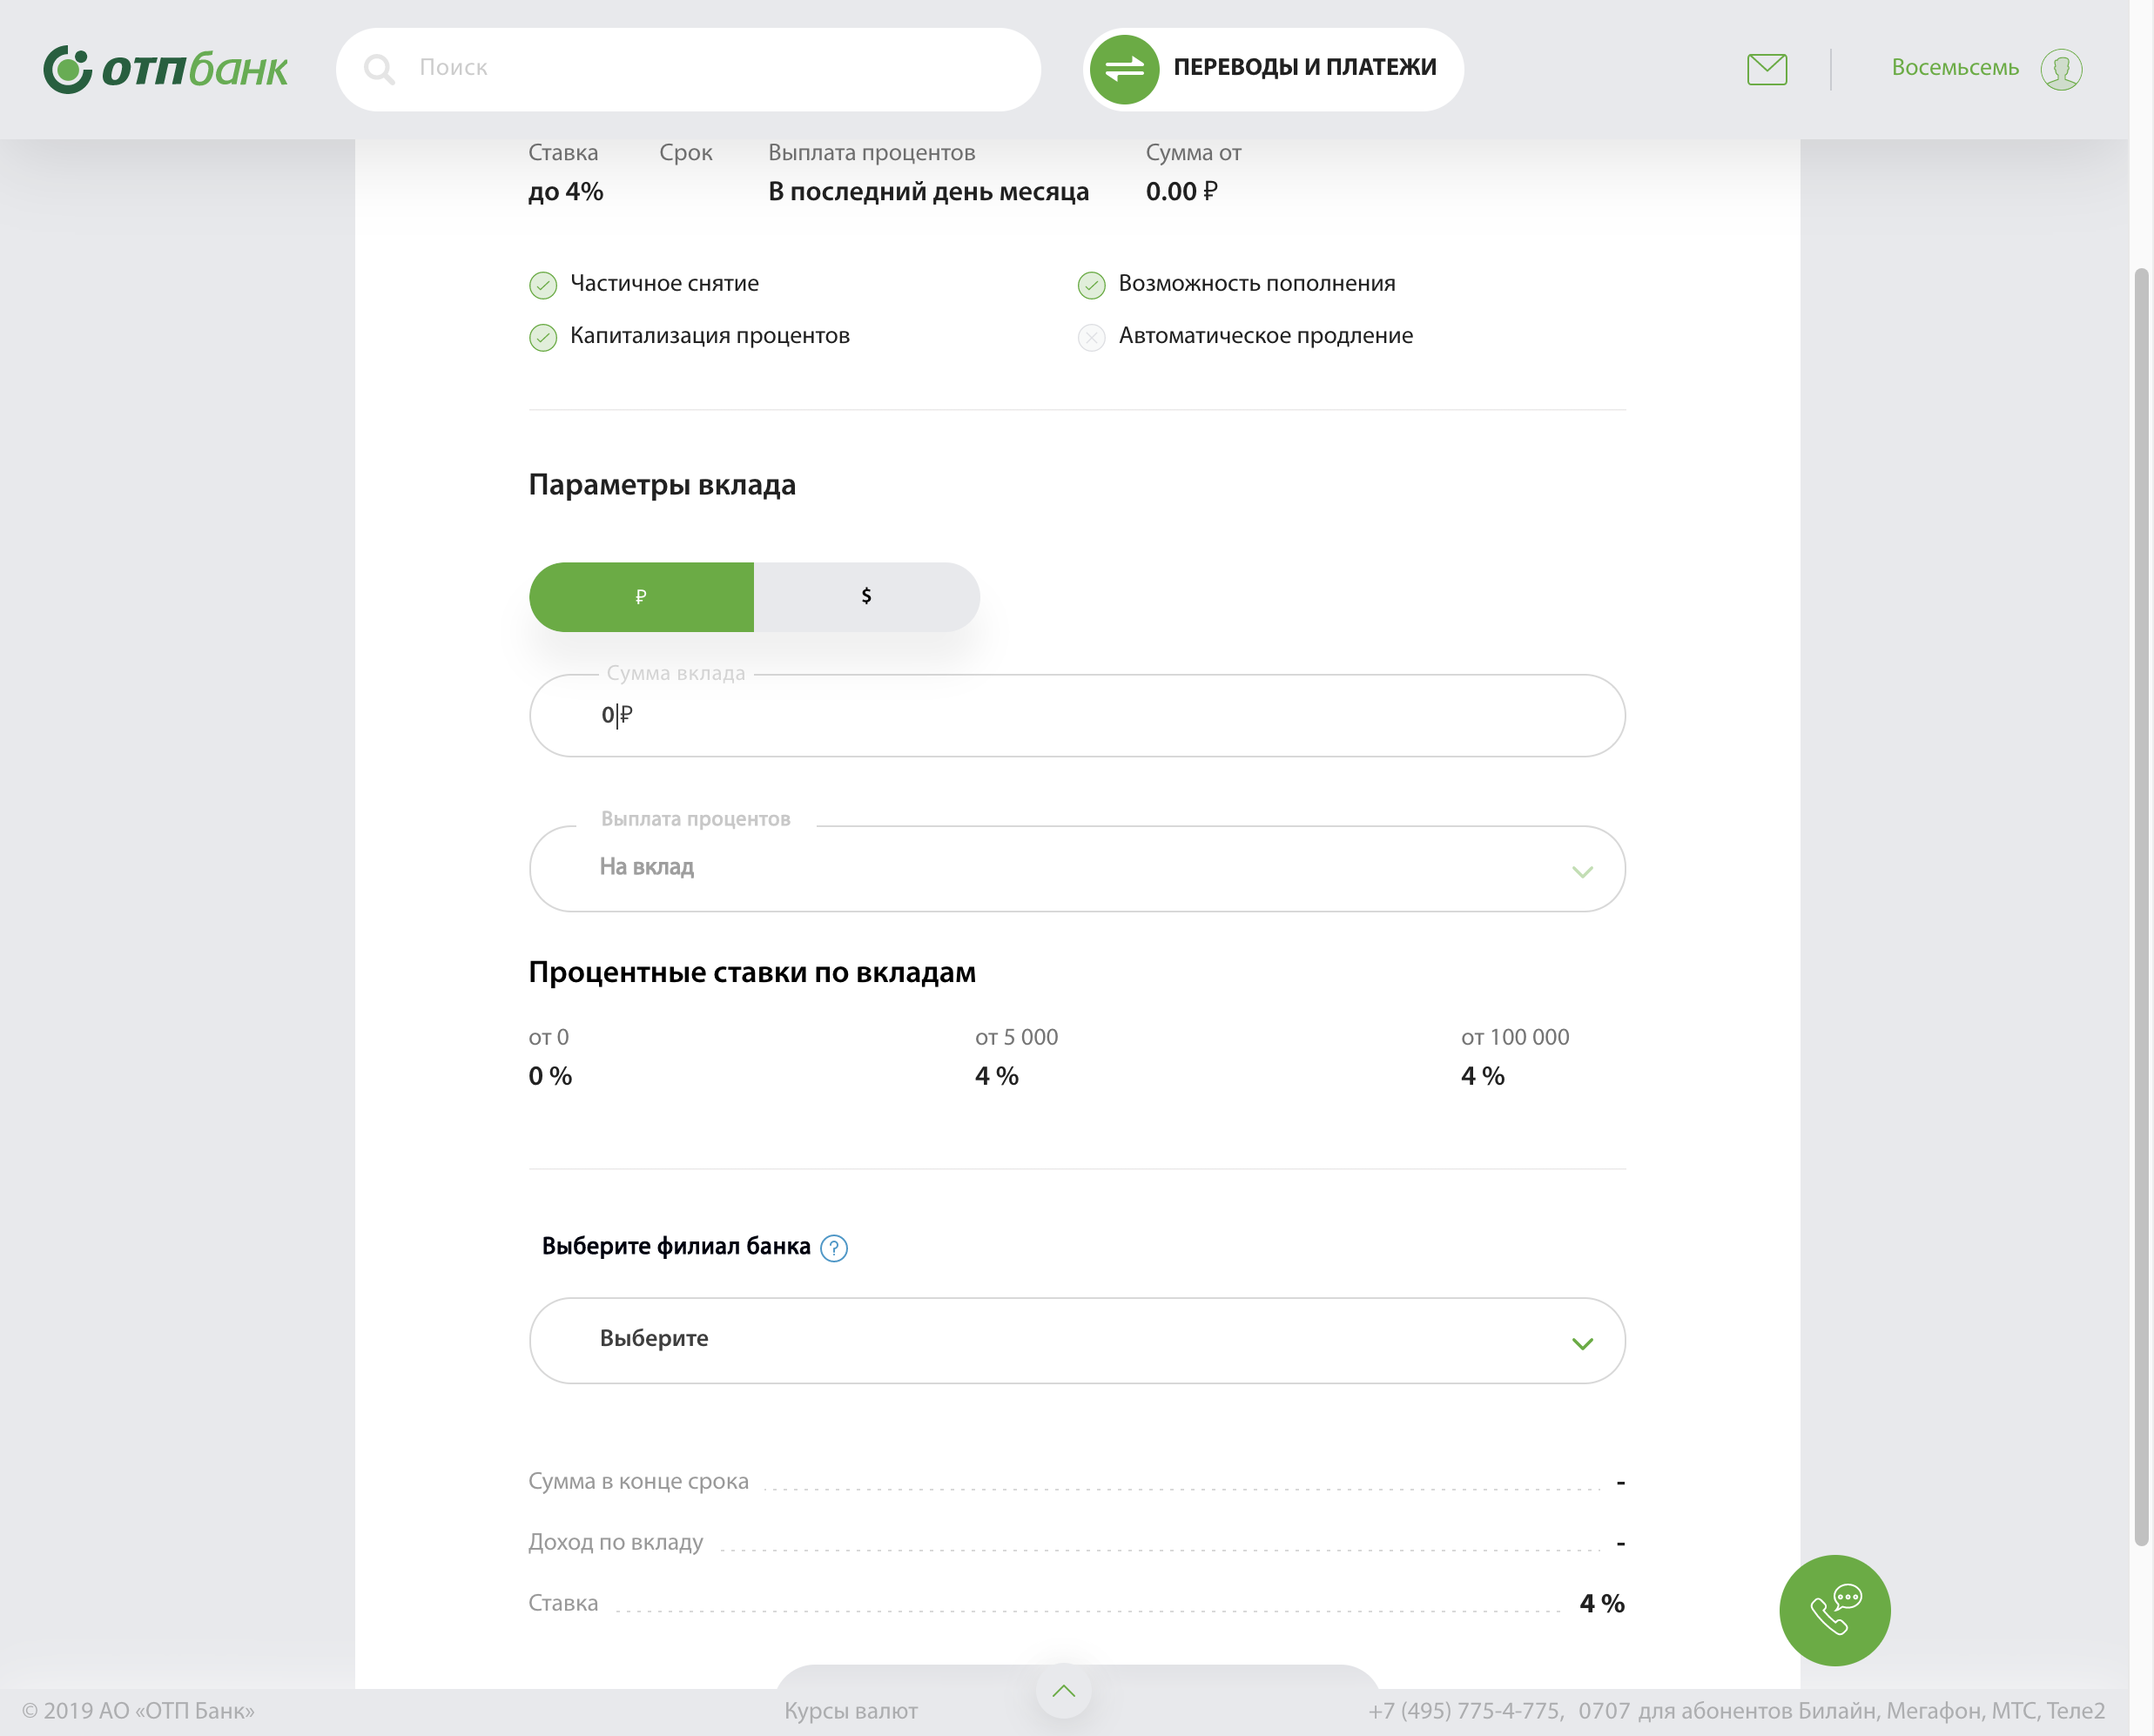 отпбанк
Поиск
ПЕРЕВОДЫ И ПЛАТЕЖИ
Восемьсемь
Ставка Срок Выплата процентов Сумма от
до 4% В последний день месяца 0.00 ₽
Частичное снятие Возможность пополнения
Капитализация процентов Автоматическое продление
Параметры вклада
₽ $
Сумма вклада
0 ₽
Выплата процентов
На вклад
Процентные ставки по вкладам
от 0 от 5 000 от 100 000
0 % 4 % 4 %
Выберите филиал банка ?
Выберите
Сумма в конце срока -
Доход по вкладу -
Ставка 4 %
© 2019 АО «ОТП Банк» Курсы валют +7 (495) 775-4-775, 0707 для абонентов Билайн, Мегафон, МТС, Теле2